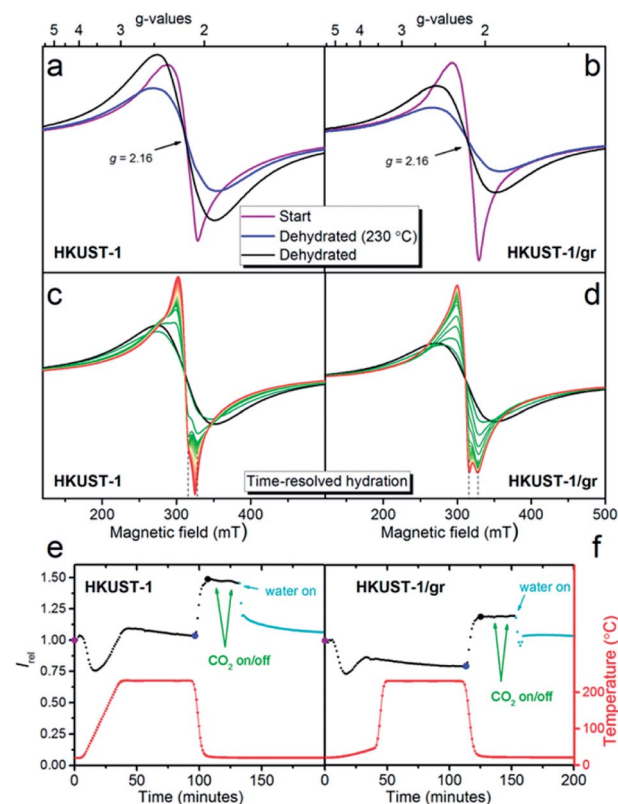 g-values
5 4 3 2 5 4 3 2
a
b
g = 2.16
g = 2.16
Start
Dehydrated (230 °C)
Dehydrated
HKUST-1
HKUST-1/gr
c
d
HKUST-1
HKUST-1/gr
Time-resolved hydration
200 300 400 200 300 400 500
Magnetic field (mT) Magnetic field (mT)
e
f
HKUST-1
HKUST-1/gr
water on
water on
CO2 on/off
CO2 on/off
1.50
1.25
1.00
0.75
0.50
0.25
0.00
Irel
200
100
0
Temperature (°C)
0 50 100 150 200 0 50 100 150 200
Time (minutes) Time (minutes)